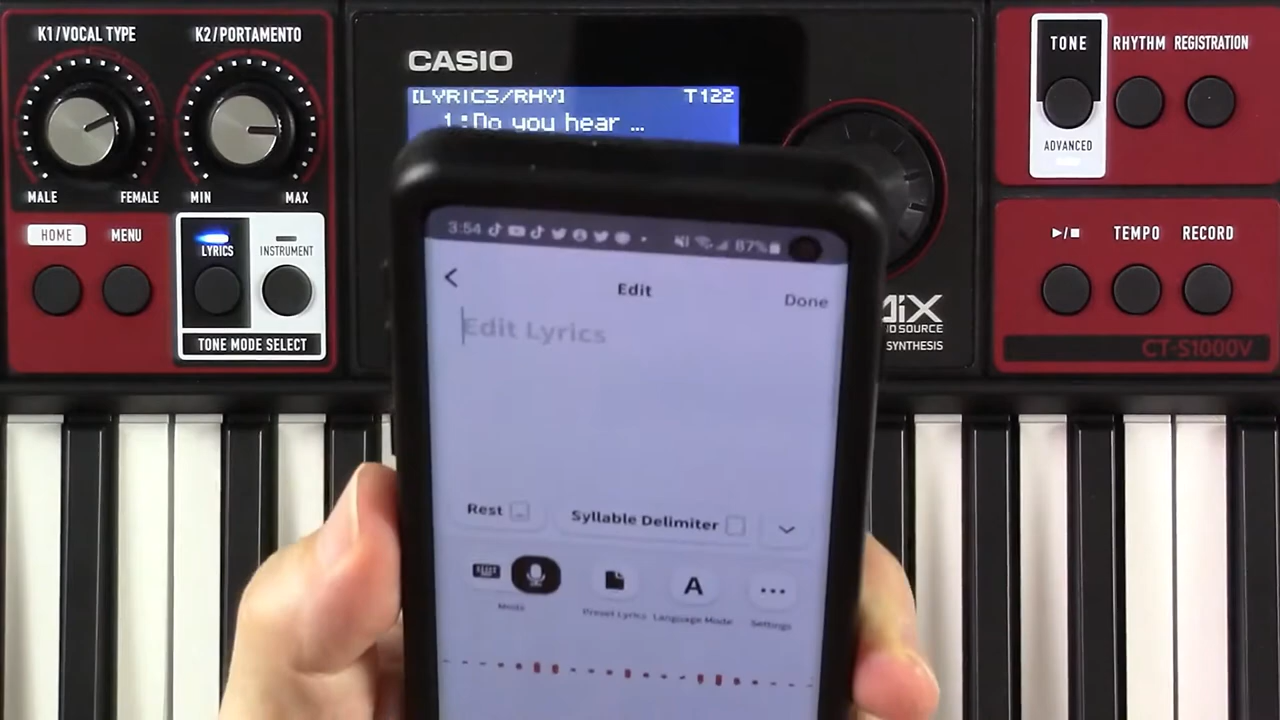 K1/VOCAL TYPE
K2/PORTAMENTO
MALE
FEMALE
MIN
MAX
HOME
MENU
LYRICS
INSTRUMENT
TONE MODE SELECT
CASIO
[LYRICS/RHY] T122
1:Do you hear ...
TONE
RHYTHM
REGISTRATION
ADVANCED
TEMPO
RECORD
CT-S1000V
SYNTHESIS
3:54
87%
Edit
Done
Edit Lyrics
Rest
Syllable Delimiter
A
Mode
Preset Lyrics
Language Mode
Settings